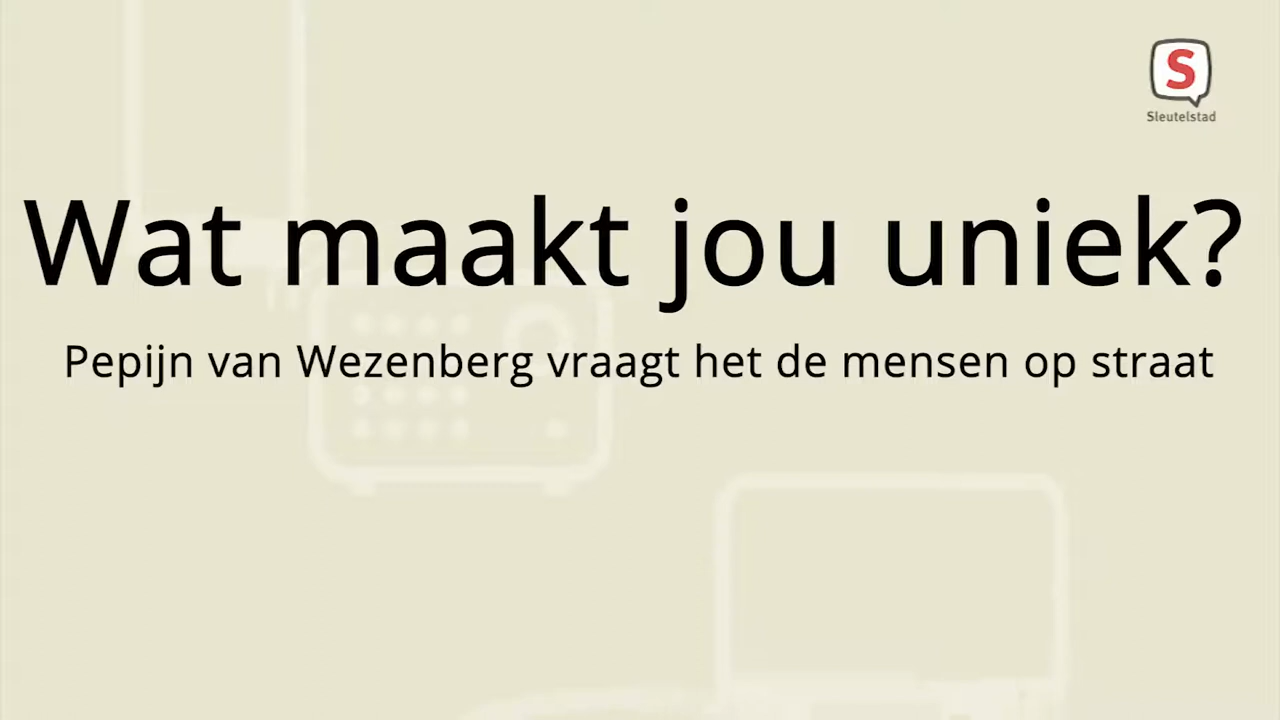 S
Sleutelstad
Wat maakt jou uniek?
Pepijn van Wezenberg vraagt het de mensen op straat